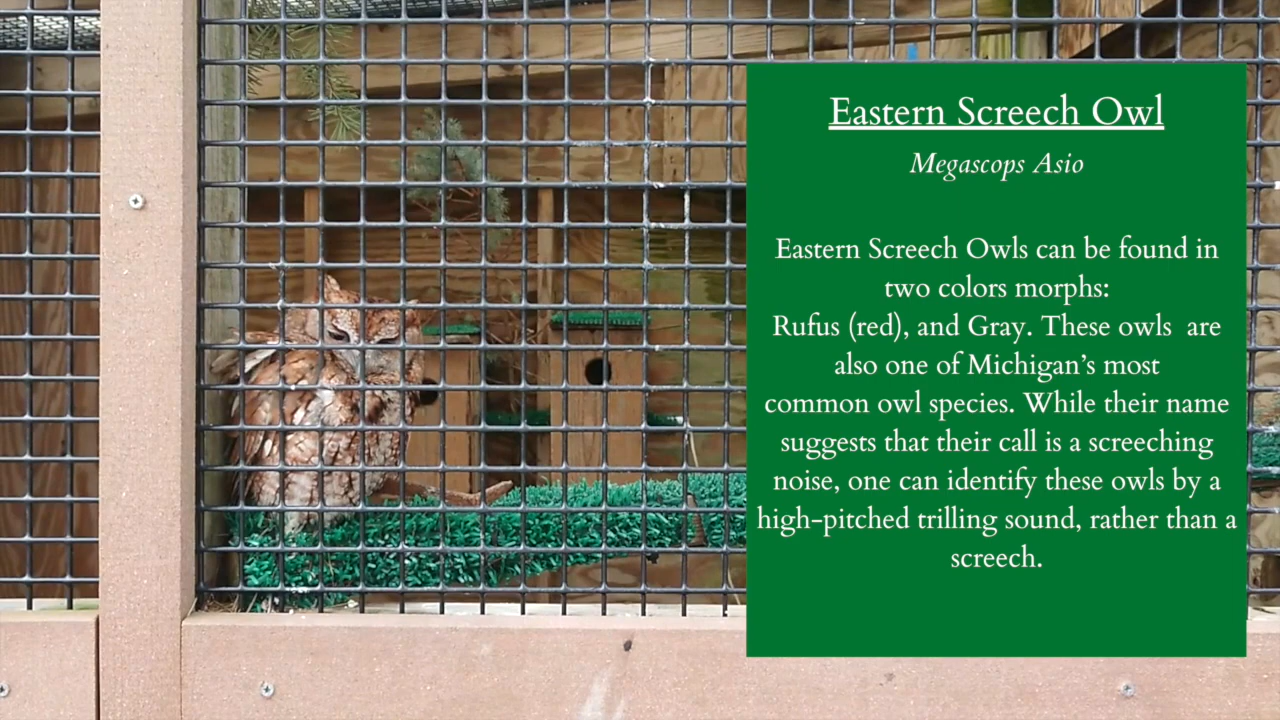 Eastern Screech Owl
Megascops Asio
Eastern Screech Owls can be found in
two colors morphs:
Rufus (red), and Gray. These owls  are
also one of Michigan’s most
common owl species. While their name
suggests that their call is a screeching
noise, one can identify these owls by a
high-pitched trilling sound, rather than a
screech.